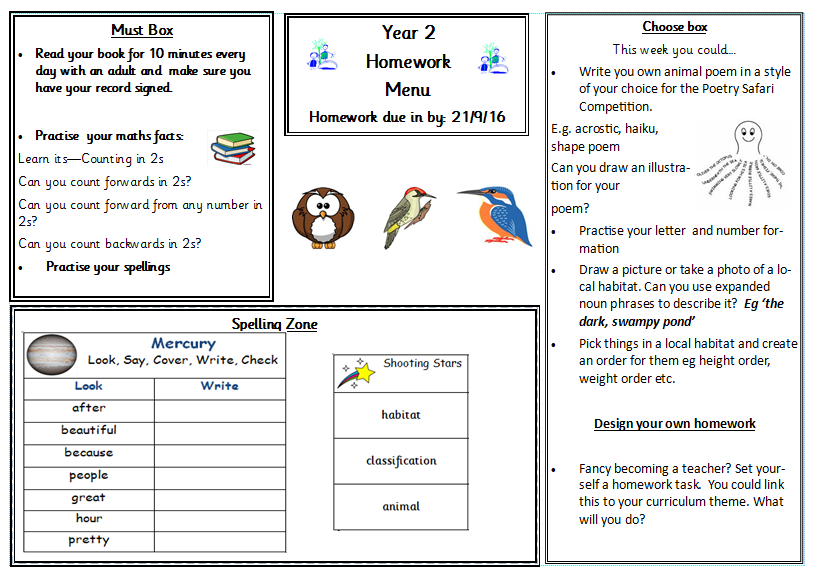 Must Box
• Read your book for 10 minutes every
day with an adult and make sure you
have your record signed.
• Practise your maths facts:
Learn its—Counting in 2s
Can you count forwards in 2s?
Can you count forward from any number in
2s?
Can you count backwards in 2s?
• Practise your spellings
Year 2
Homework
Menu
Homework due in by: 21/9/16
Choose box
This week you could…
• Write you own animal poem in a style
of your choice for the Poetry Safari
Competition.
E.g. acrostic, haiku,
shape poem
Can you draw an illustra-
tion for your
poem?
• Practise your letter and number for-
mation
• Draw a picture or take a photo of a lo-
cal habitat. Can you use expanded
noun phrases to describe it? Eg ‘the
dark, swampy pond’
• Pick things in a local habitat and create
an order for them eg height order,
weight order etc.
Design your own homework
• Fancy becoming a teacher? Set your-
self a homework task. You could link
this to your curriculum theme. What
will you do?
Spelling Zone
Mercury
Look, Say, Cover, Write, Check
Look Write
after
beautiful
because
people
great
hour
pretty
Shooting Stars
habitat
classification
animal